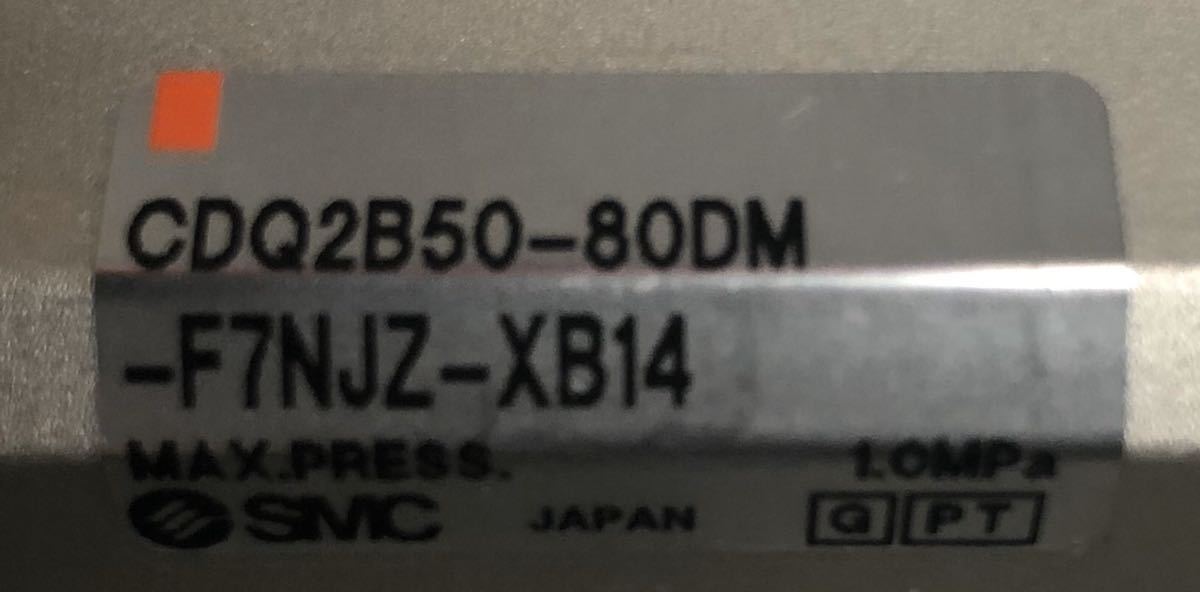 CDQ2B50-80DM
-F7NJZ-XB14
MAX.PRESS. 1.0MPa
SMC JAPAN G PT